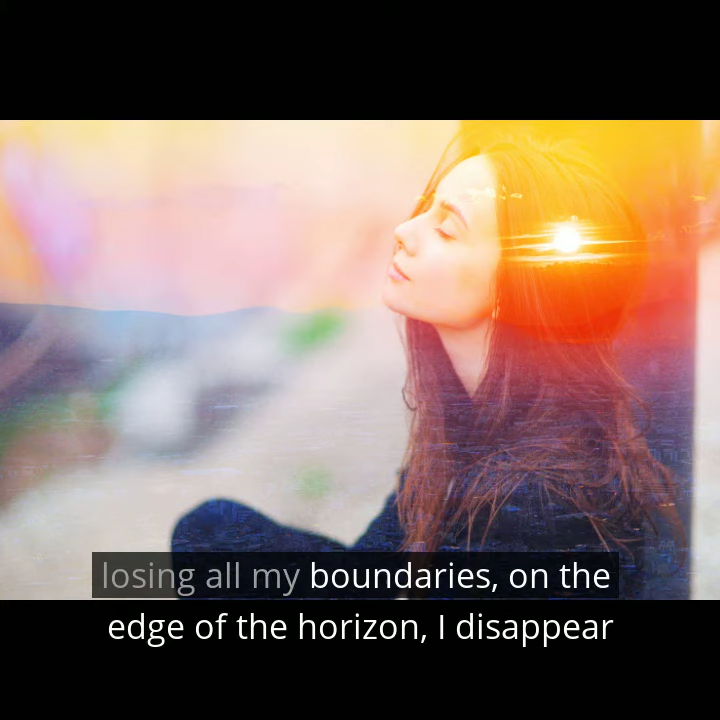 losing all my boundaries, on the
edge of the horizon, I disappear